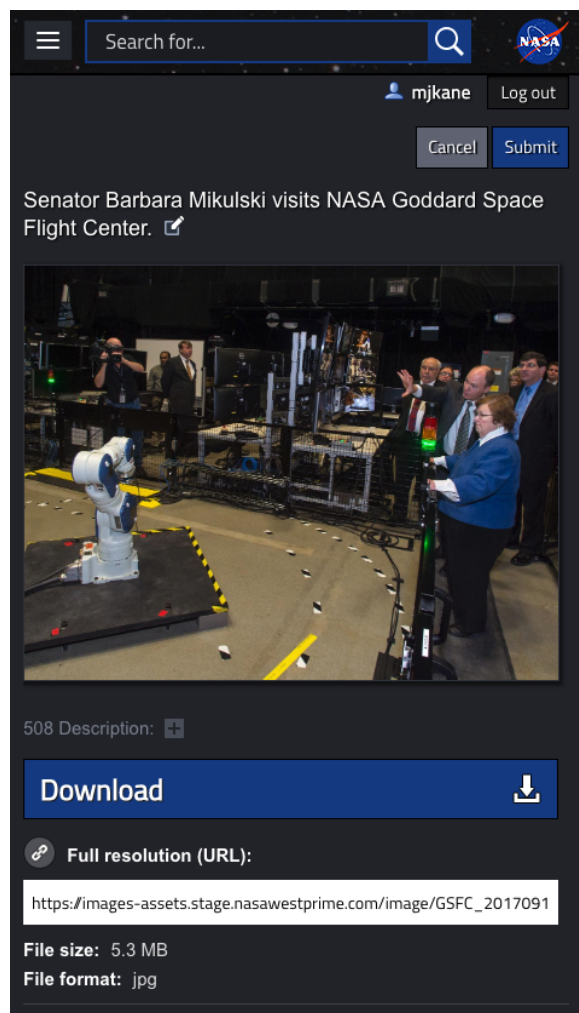 Search for...
NASA
mjkane
Log out
Cancel
Submit
Senator Barbara Mikulski visits NASA Goddard Space
Flight Center.
508 Description:
Download
Full resolution (URL):
https://images-assets.stage.nasawestprime.com/image/GSFC_2017091
File size: 5.3 MB
File format: jpg